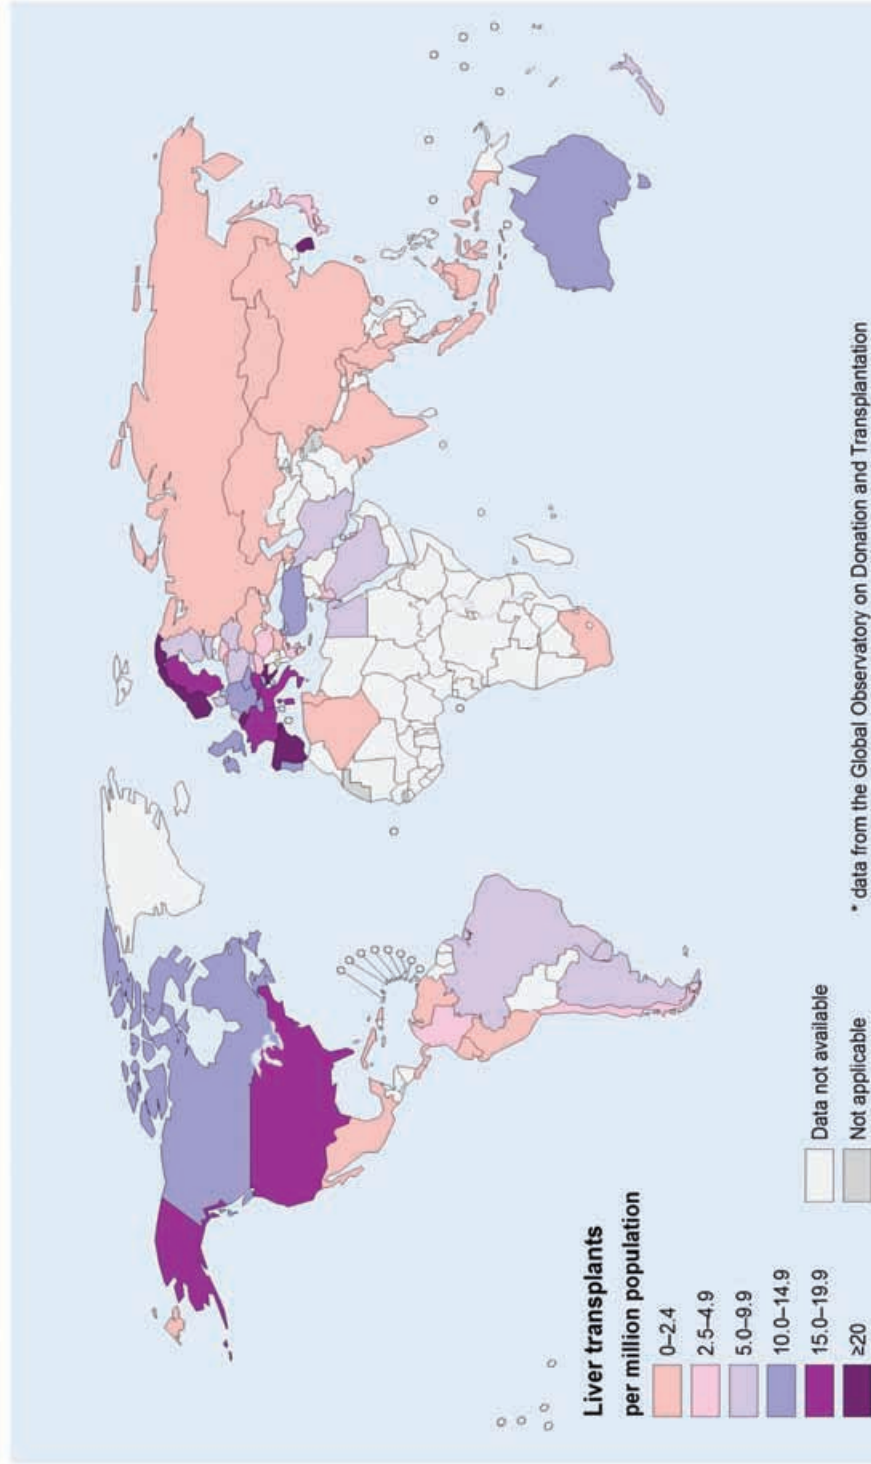 Liver transplants
per million population
0–2.4
2.5–4.9
5.0–9.9
10.0–14.9
15.0–19.9
≥20
Data not available
Not applicable
* data from the Global Observatory on Donation and Transplantation